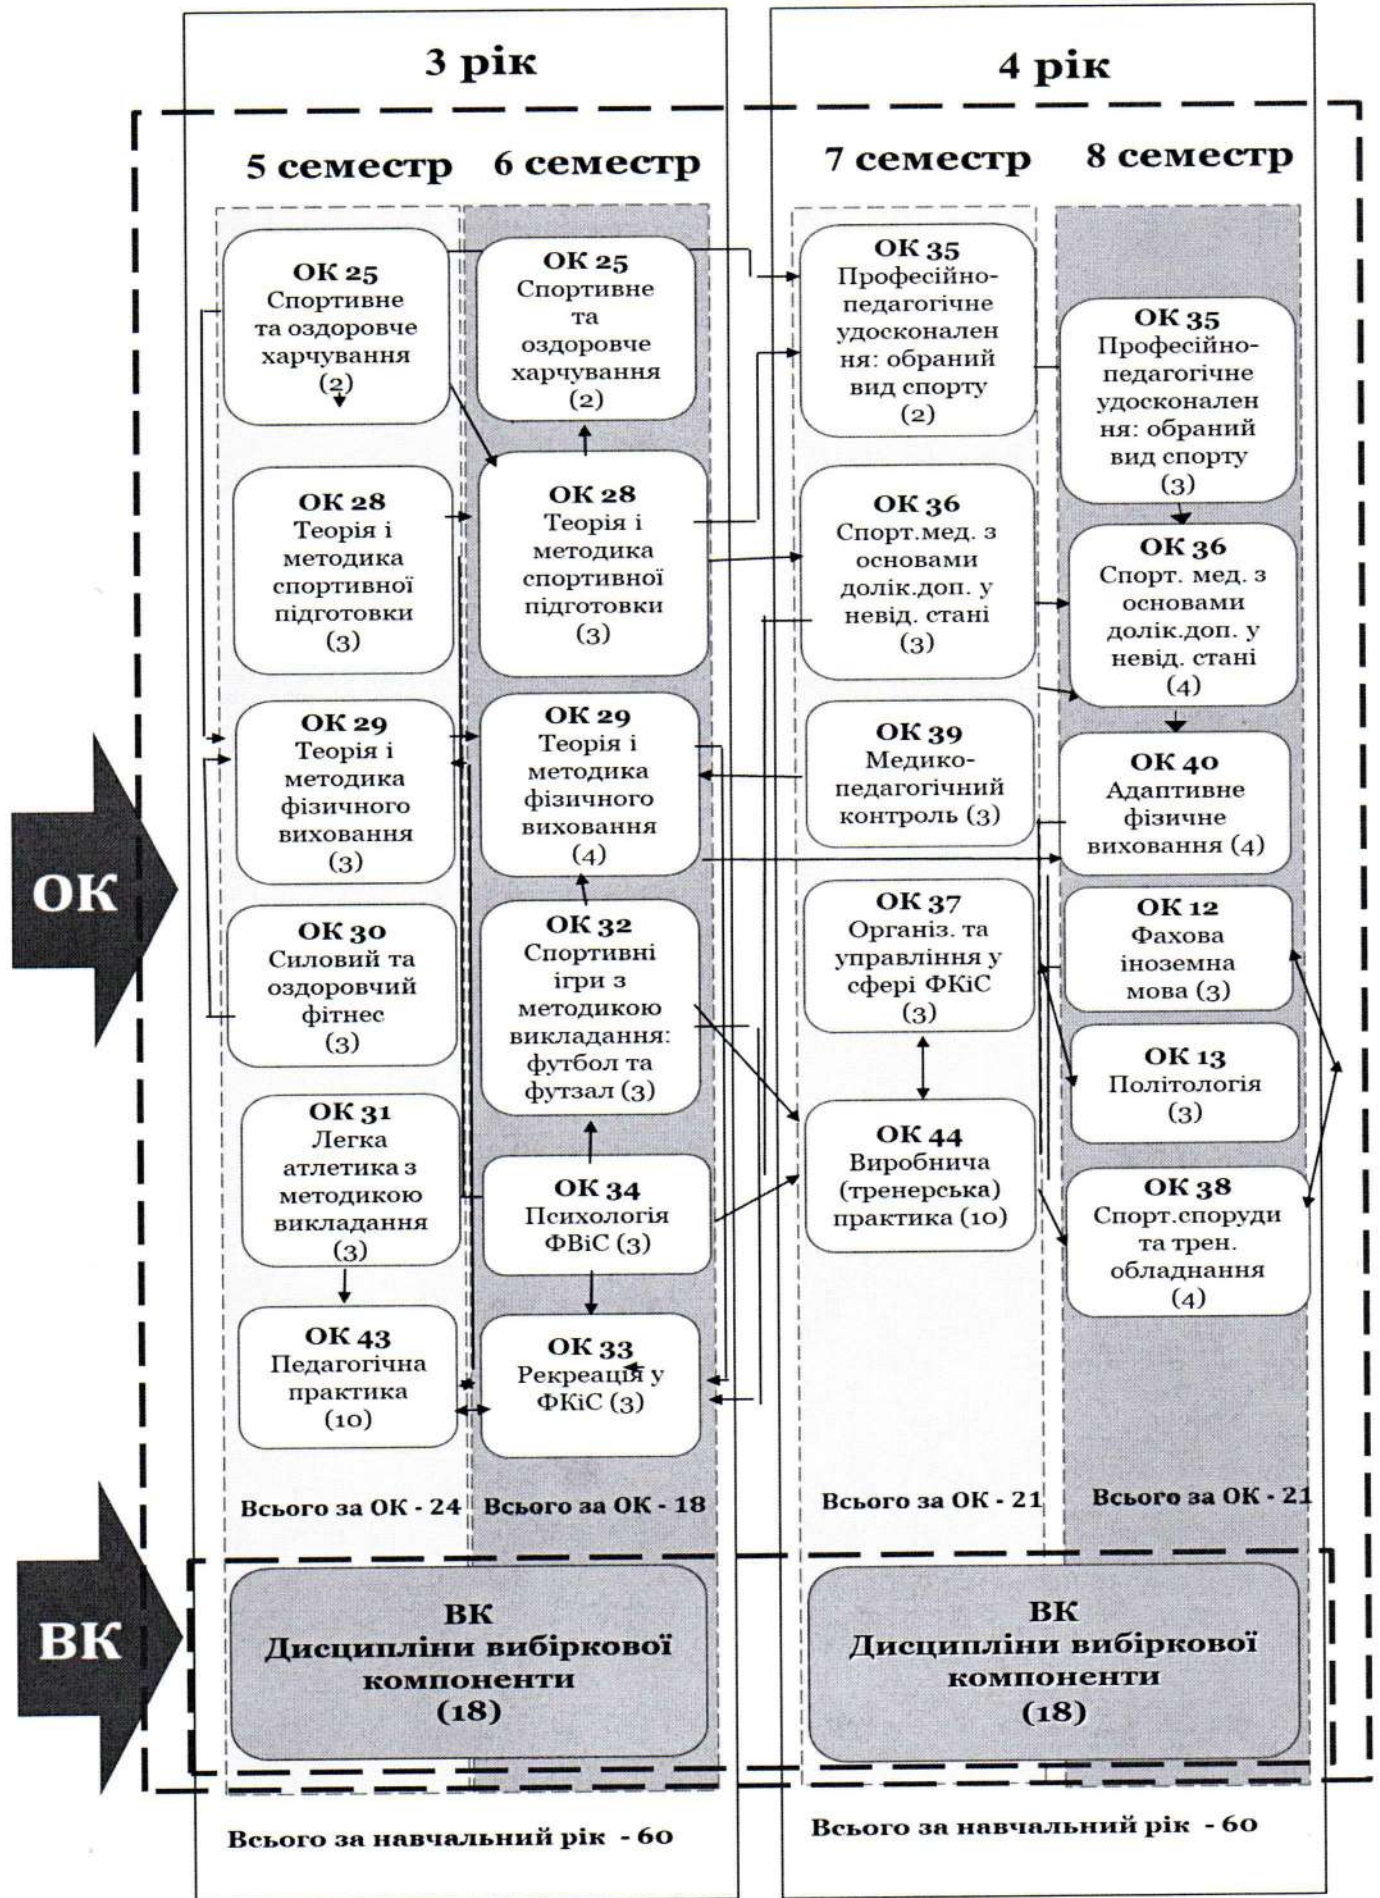 3 рік
5 семестр
6 семестр
ОК 25
Спортивне
та оздоровче
харчування
(2)
ОК 28
Теорія і
методика
спортивної
підготовки
(3)
ОК 29
Теорія і
методика
фізичного
виховання
(3)
ОК 30
Силовий та
оздоровчий
фітнес
(3)
ОК 31
Легка
атлетика з
методикою
викладання
(3)
ОК 43
Педагогічна
практика
(10)
Всього за ОК - 24
ОК 25
Спортивне
та
оздоровче
харчування
(2)
ОК 28
Теорія і
методика
спортивної
підготовки
(3)
ОК 29
Теорія і
методика
фізичного
виховання
(4)
ОК 32
Спортивні
ігри з
методикою
викладання:
футбол та
футзал (3)
ОК 34
Психологія
ФВіС (3)
ОК 33
Рекреація у
ФКіС (3)
Всього за ОК - 18
4 рік
7 семестр
8 семестр
ОК 35
Професійно-
педагогічне
удосконален
ня: обраний
вид спорту
(2)
ОК 36
Спорт.мед. з
основами
долік.доп. у
невід. стані
(3)
ОК 39
Медико-
педагогічний
контроль (3)
ОК 37
Організ. та
управління у
сфері ФКіС
(3)
ОК 44
Виробнича
(тренерська)
практика (10)
Всього за ОК - 21
ОК 35
Професійно-
педагогічне
удосконален
ня: обраний
вид спорту
(3)
ОК 36
Спорт. мед. з
основами
долік.доп. у
невід. стані
(4)
ОК 40
Адаптивне
фізичне
виховання (4)
ОК 12
Фахова
іноземна
мова (3)
ОК 13
Політологія
(3)
ОК 38
Спорт.споруди
та трен.
обладнання
(4)
Всього за ОК - 21
ОК
ВК
ВК
Дисципліни вибіркової
компоненти
(18)
ВК
Дисципліни вибіркової
компоненти
(18)
Всього за навчальний рік - 60
Всього за навчальний рік - 60